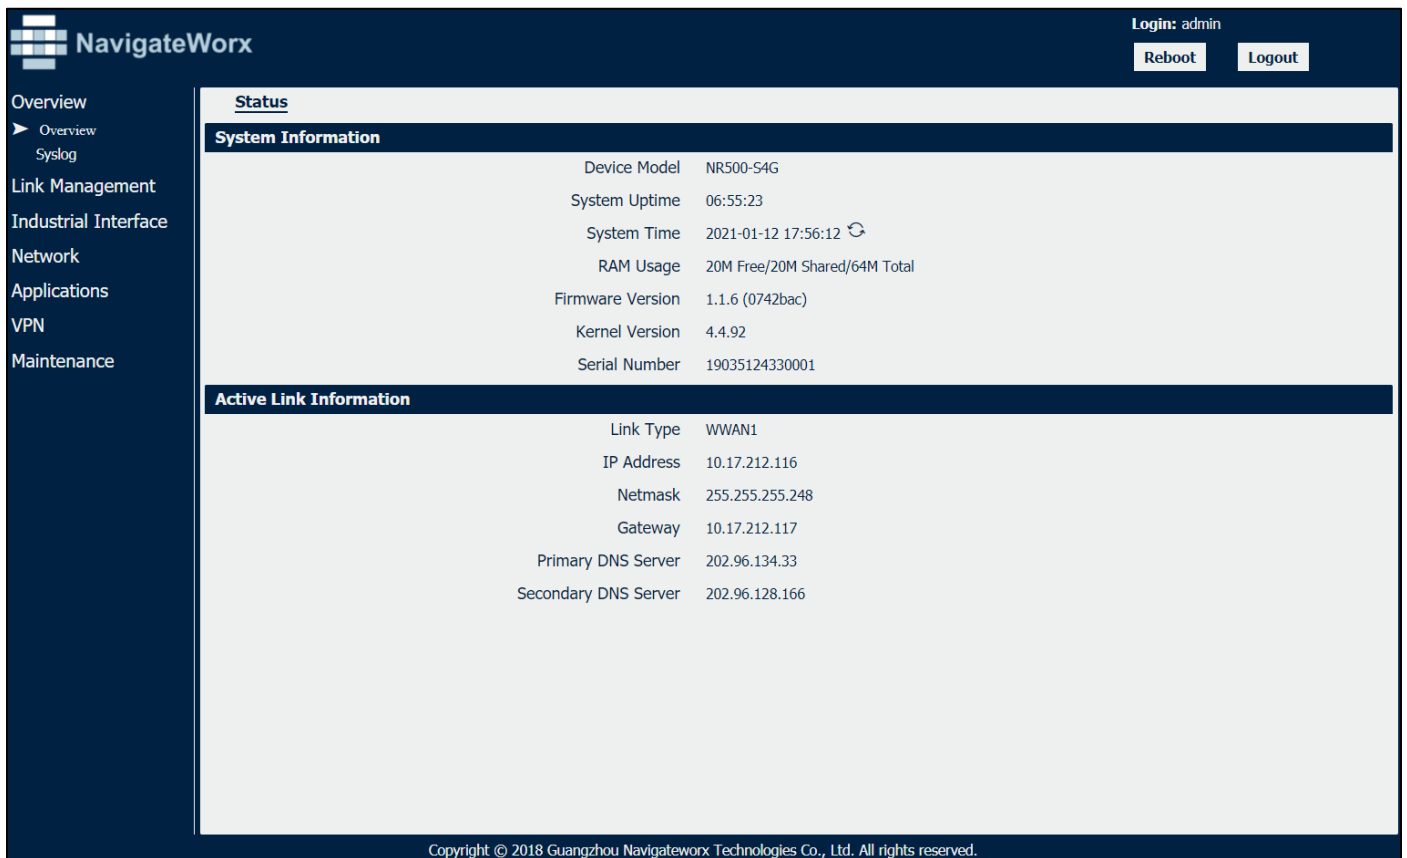 NavigateWorx
Login: admin
Reboot Logout
Overview
Overview
Syslog
Link Management
Industrial Interface
Network
Applications
VPN
Maintenance
Status
System Information
Device Model NR500-S4G
System Uptime 06:55:23
System Time 2021-01-12 17:56:12
RAM Usage 20M Free/20M Shared/64M Total
Firmware Version 1.1.6 (0742bac)
Kernel Version 4.4.92
Serial Number 19035124330001
Active Link Information
Link Type WWAN1
IP Address 10.17.212.116
Netmask 255.255.255.248
Gateway 10.17.212.117
Primary DNS Server 202.96.134.33
Secondary DNS Server 202.96.128.166
Copyright © 2018 Guangzhou Navigateworx Technologies Co., Ltd. All rights reserved.